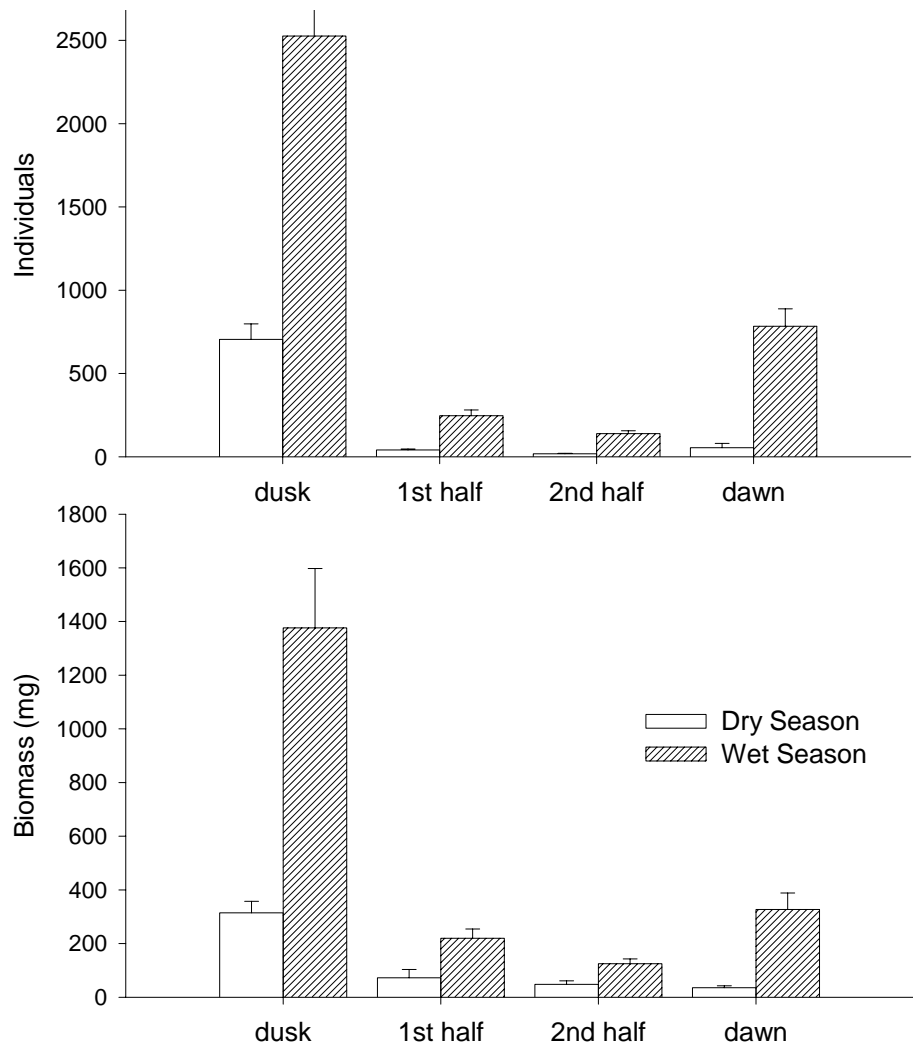 2500
2000
1500
1000
500
0
Individuals
dusk 1st half 2nd half dawn
1800
1600
1400
1200
1000
800
600
400
200
0
Biomass (mg)
Dry Season
Wet Season
dusk 1st half 2nd half dawn